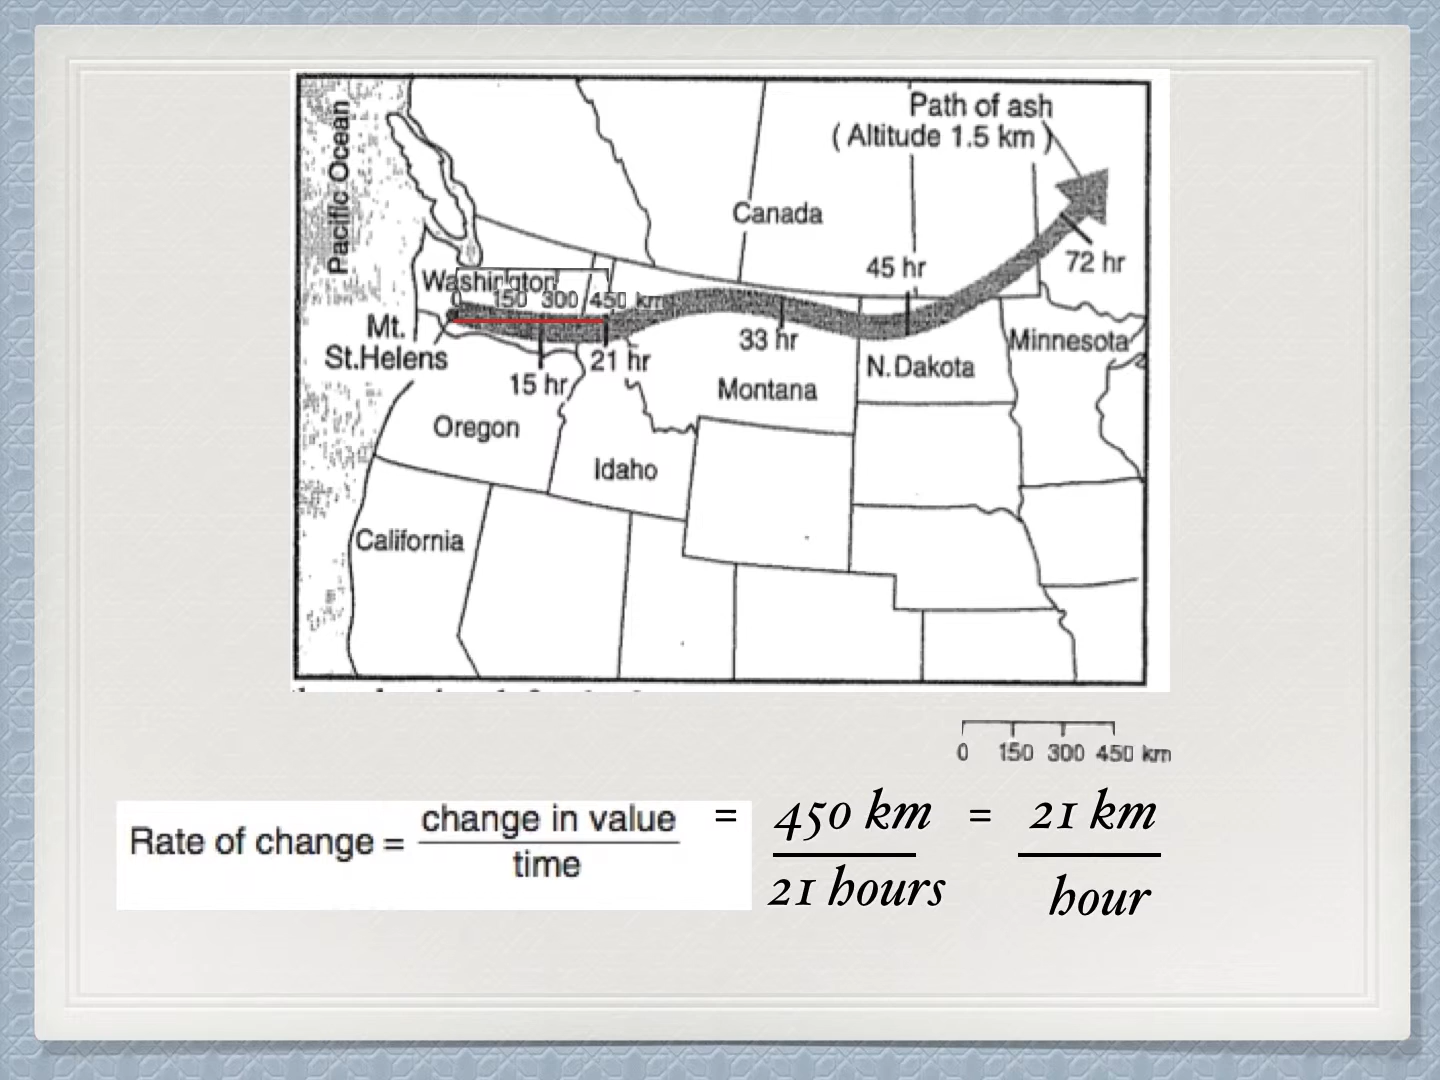 Pacific Ocean
Path of ash
( Altitude 1.5 km )
Canada
72 hr
45 hr
Washington
0 150 300 450 km
Mt.
St.Helens
15 hr
21 hr
33 hr
Minnesota
N.Dakota
Montana
Oregon
Idaho
California
0 150 300 450 km
Rate of change = change in value
time
= 450 km
21 hours
= 21 km
hour